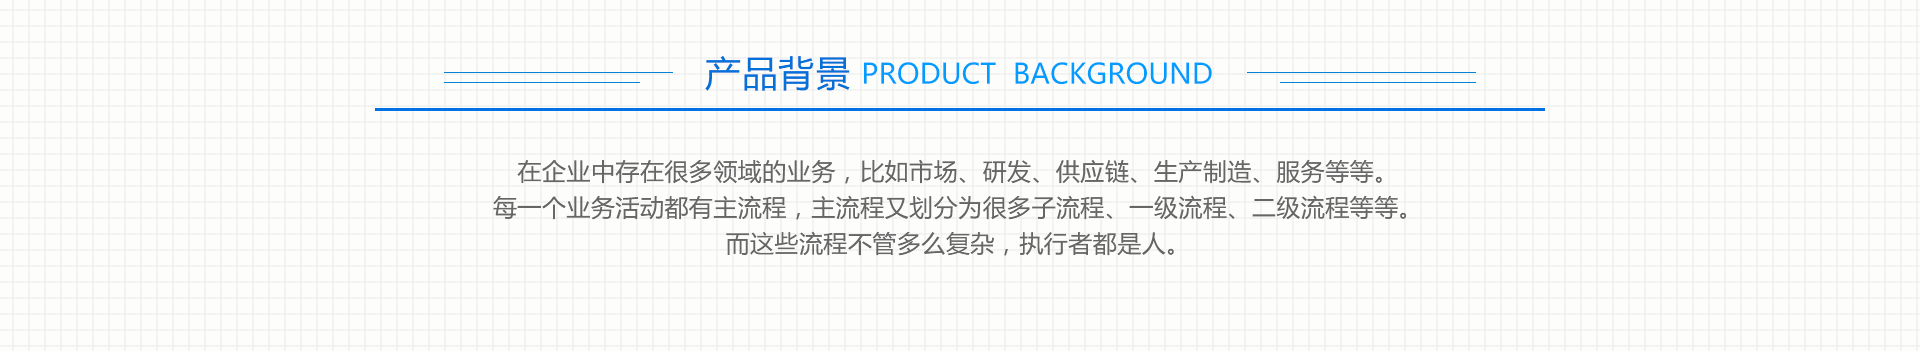 产品背景 PRODUCT BACKGROUND
在企业中存在很多领域的业务，比如市场、研发、供应链、生产制造、服务等等。
每一个业务活动都有主流程，主流程又划分为很多子流程、一级流程、二级流程等等。
而这些流程不管多么复杂，执行者都是人。